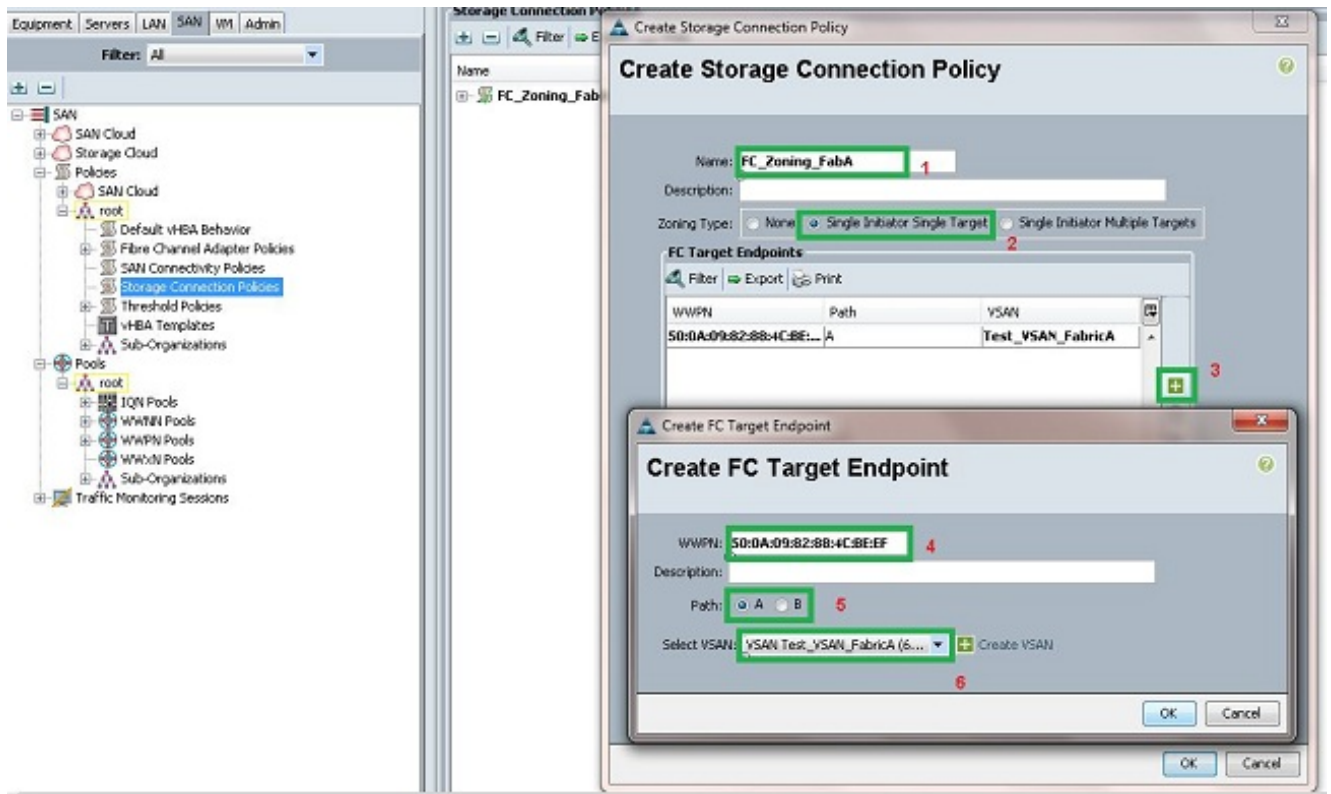 Equipment Servers LAN SAN VM Admin
Filter: All
SAN
SAN Cloud
Storage Cloud
Policies
SAN Cloud
root
Default vHBA Behavior
Fibre Channel Adapter Policies
SAN Connectivity Policies
Storage Connection Policies
Threshold Policies
vHBA Templates
Sub-Organizations
Pools
root
IQN Pools
WWNN Pools
WWPN Pools
WWxN Pools
Sub-Organizations
Traffic Monitoring Sessions
Storage Connection Policies
Filter
Name
FC_Zoning_Fab
Create Storage Connection Policy
Create Storage Connection Policy
Name: FC_Zoning_FabA 1
Description:
Zoning Type: None Single Initiator Single Target Single Initiator Multiple Targets
2
FC Target Endpoints
Filter Export Print
WWPN Path VSAN
50:0A:09:82:88:4C:BE:... A Test_VSAN_FabricA
3
Create FC Target Endpoint
Create FC Target Endpoint
WWPN: 50:0A:09:82:88:4C:BE:EF 4
Description:
Path: A B 5
Select VSAN: VSAN Test_VSAN_FabricA (6... Create VSAN
6
OK Cancel
OK Cancel